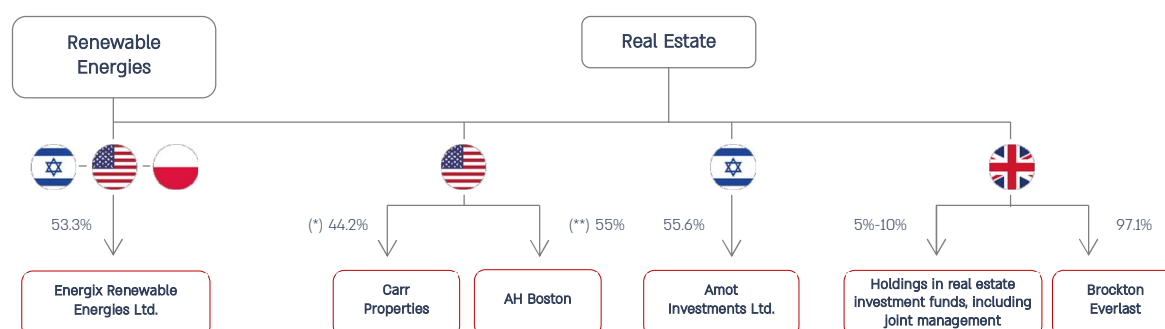 Renewable
Energies
Real Estate
53.3%
(*) 44.2%
(**) 55%
55.6%
5%-10%
97.1%
Energix Renewable
Energies Ltd.
Carr
Properties
AH Boston
Amot
Investments Ltd.
Holdings in real estate
investment funds, including
joint management
Brockton
Everlast